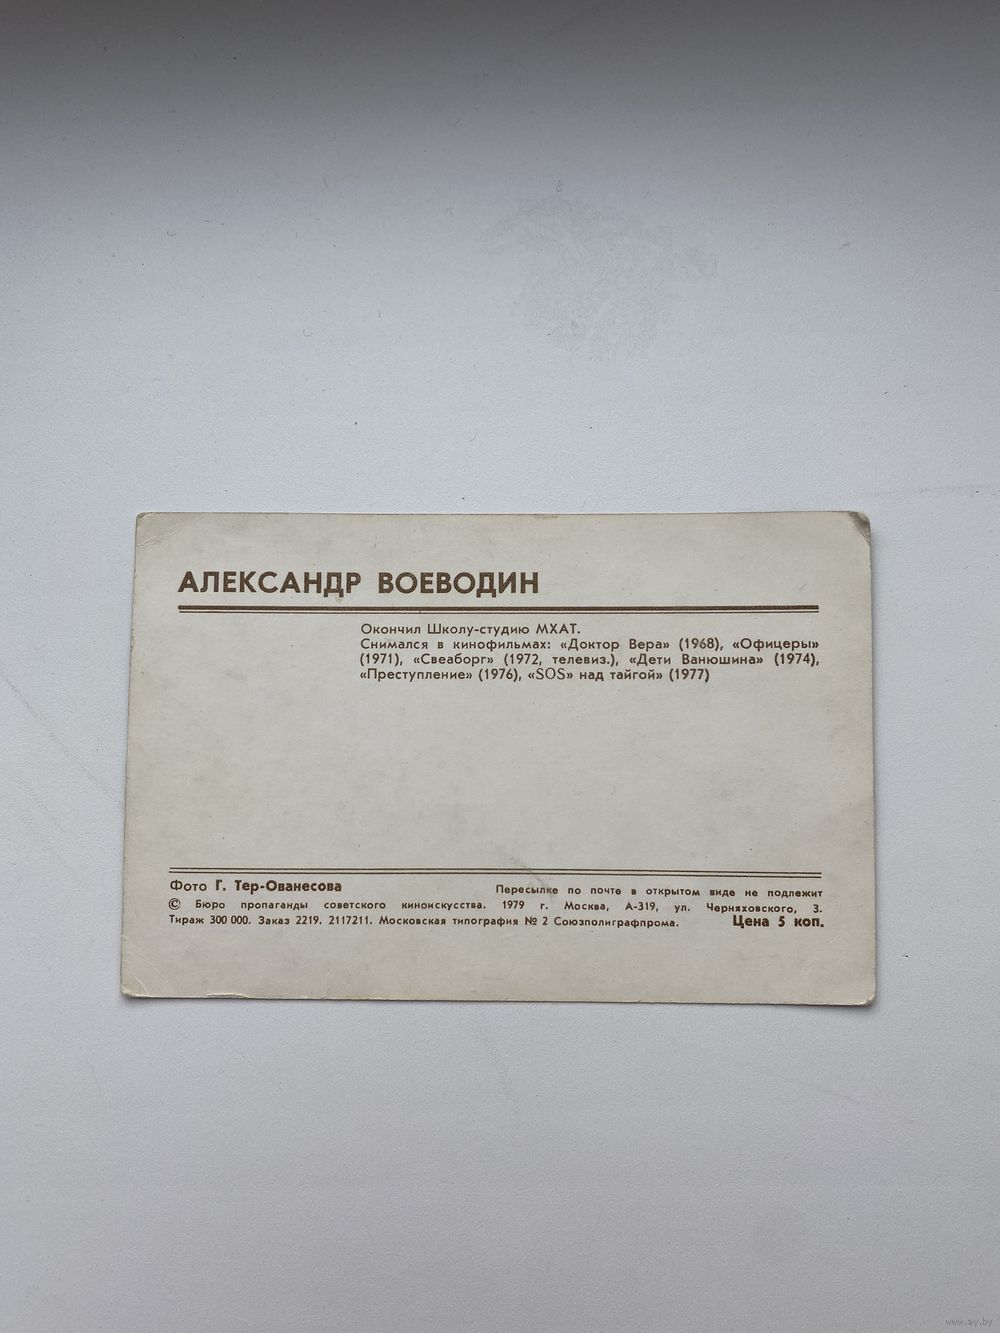 АЛЕКСАНДР ВОЕВОДИН
Окончил Школу-студию МХАТ.
Снимался в кинофильмах: «Доктор Вера» (1968), «Офицеры»
(1971), «Свеаборг» (1972, телевиз.), «Дети Ванюшина» (1974),
«Преступление» (1976), «SOS» над тайгой» (1977)
Фото Г. Тер-Ованесова
Пересылке по почте в открытом виде не подлежит
© Бюро пропаганды советского киноискусства. 1979 г. Москва, А-319, ул. Черняховского, 3.
Тираж 300 000. Заказ 2219. 2117211. Московская типография № 2 Союзполиграфпрома. Цена 5 коп.
www.ay.by